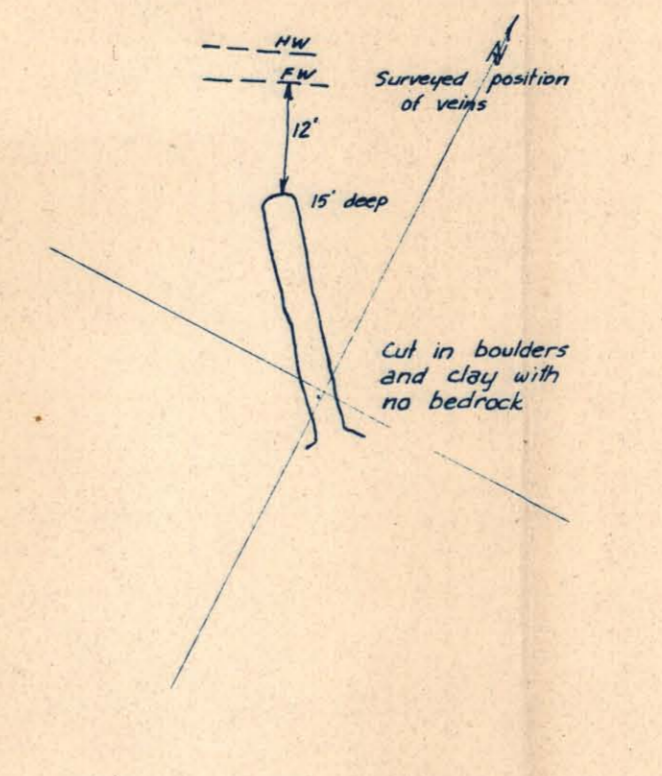 HW
N
FW
Surveyed position
of veins
12'
15' deep
Cut in boulders
and clay with
no bedrock